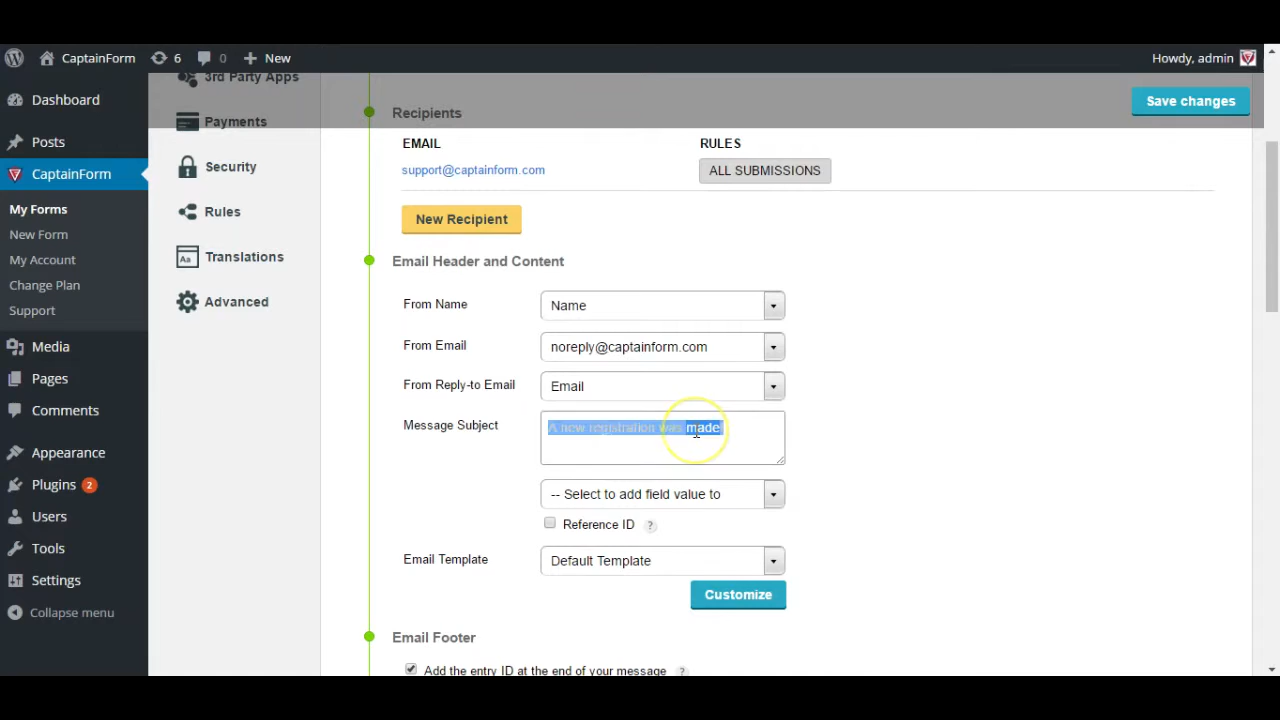 CaptainForm 6 0 New Howdy, admin
Dashboard
Posts
CaptainForm
My Forms
New Form
My Account
Change Plan
Support
Media
Pages
Comments
Appearance
Plugins 2
Users
Tools
Settings
Collapse menu
3rd Party Apps
Payments
Security
Rules
Aa Translations
Advanced
Save changes
Recipients
EMAIL RULES
support@captainform.com ALL SUBMISSIONS
New Recipient
Email Header and Content
From Name Name
From Email noreply@captainform.com
From Reply-to Email Email
Message Subject A new registration was made
-- Select to add field value to
Reference ID ?
Email Template Default Template
Customize
Email Footer
Add the entry ID at the end of your message ?